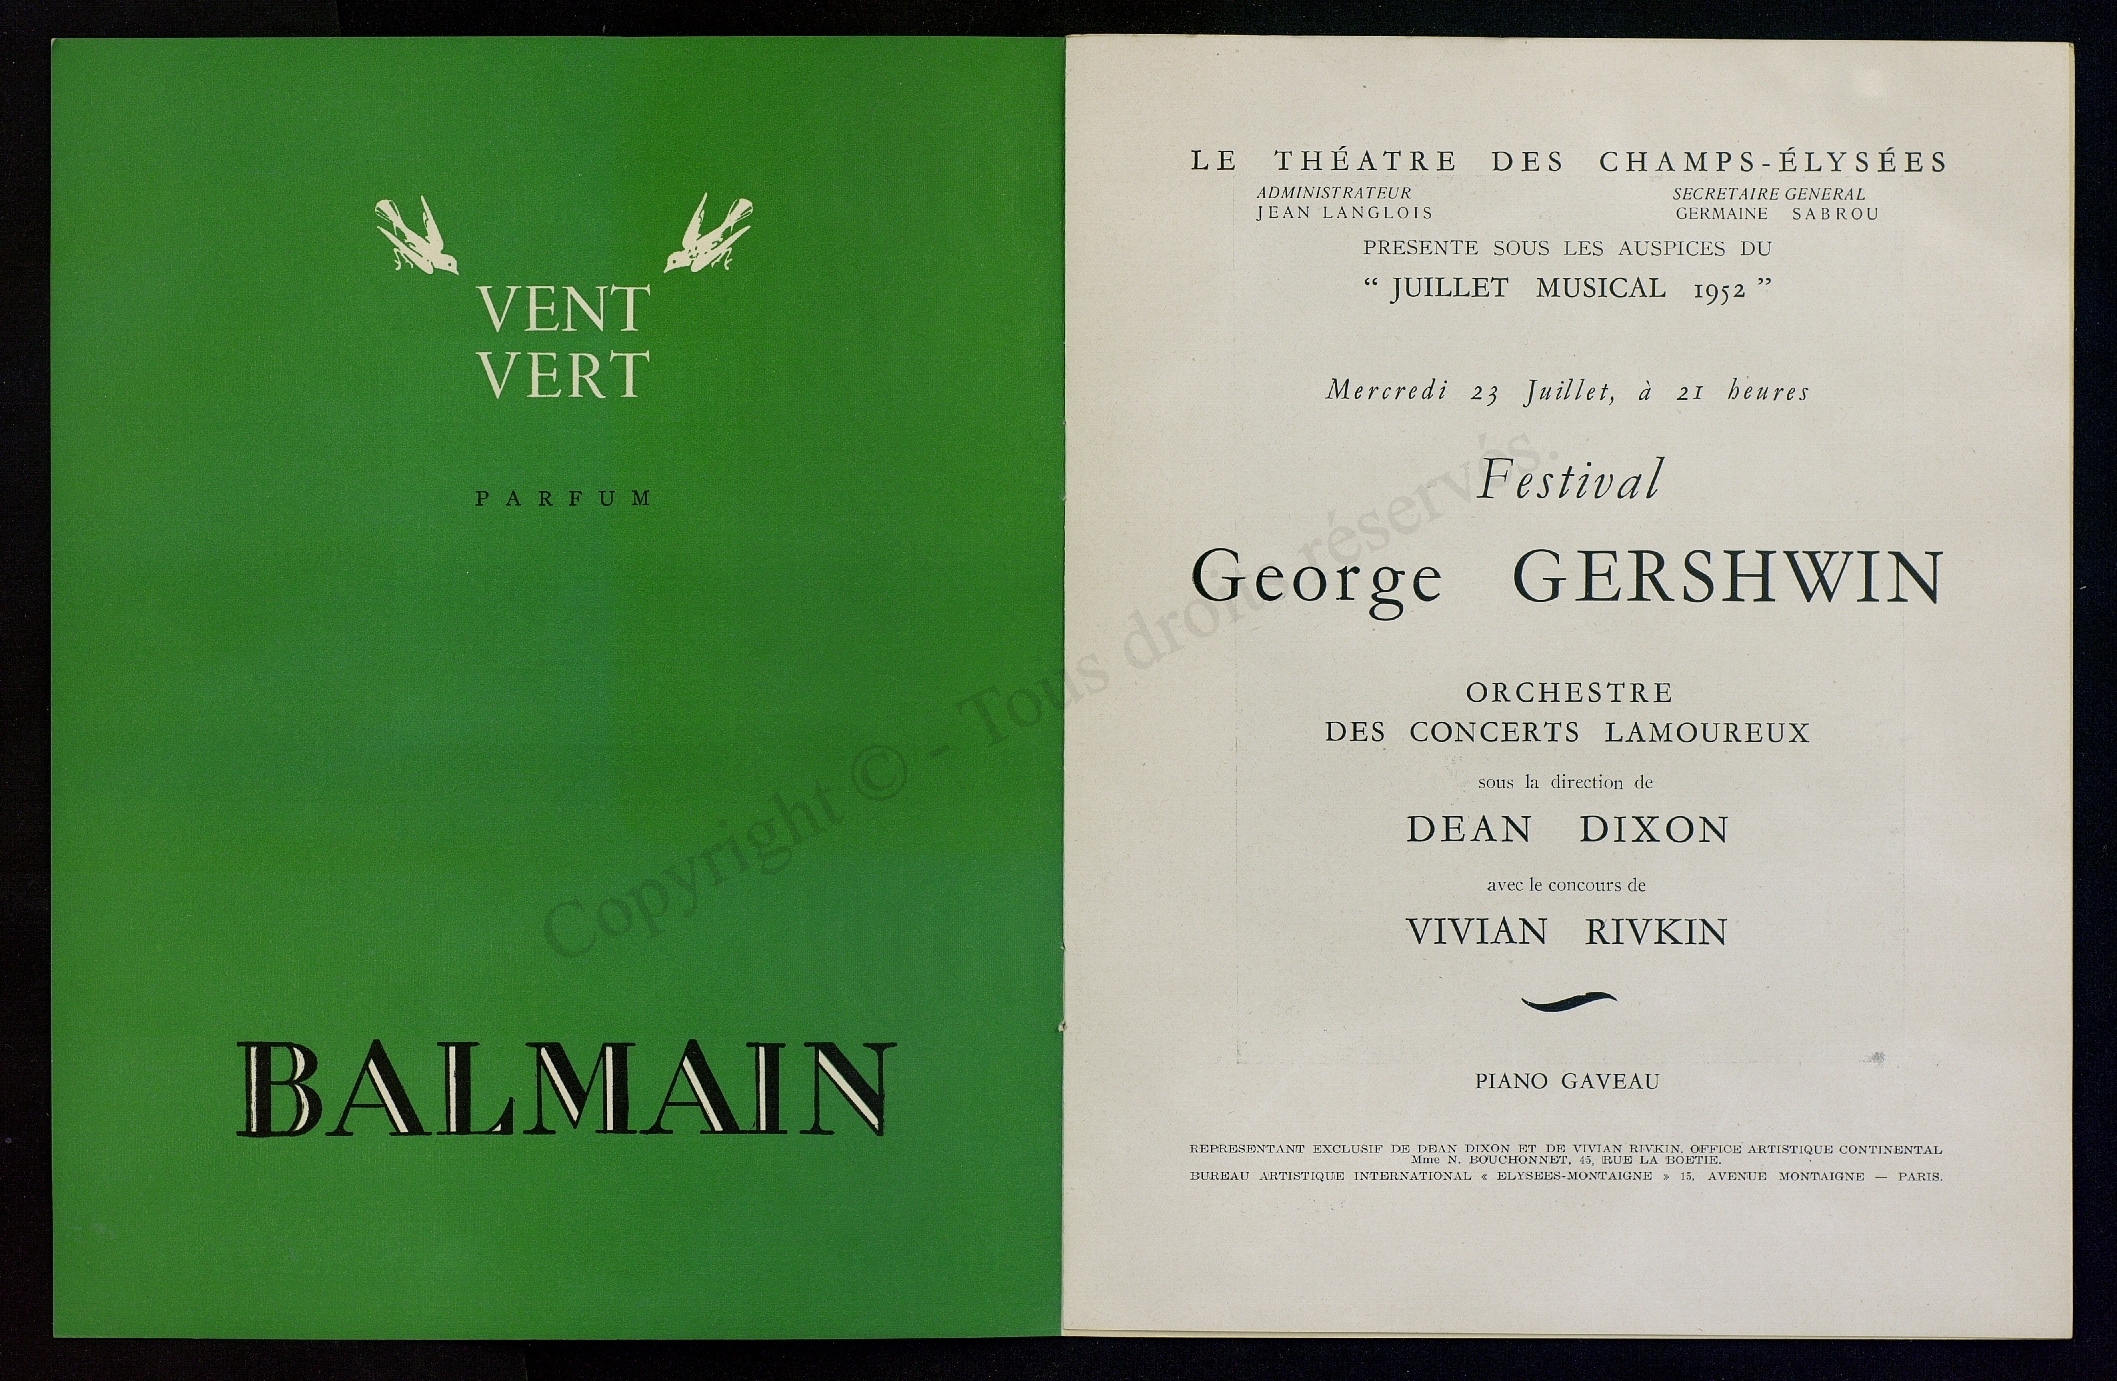 VENT
VERT
PARFUM
BALMAIN
LE THÉATRE DES CHAMPS-ÉLYSÉES
ADMINISTRATEUR SECRETAIRE GENERAL
JEAN LANGLOIS GERMAINE SABROU
PRESENTE SOUS LES AUSPICES DU
“ JUILLET MUSICAL 1952 ”
Mercredi 23 Juillet, à 21 heures
Festival
George GERSHWIN
ORCHESTRE
DES CONCERTS LAMOUREUX
sous la direction de
DEAN DIXON
avec le concours de
VIVIAN RIVKIN
PIANO GAVEAU
REPRESENTANT EXCLUSIF DE DEAN DIXON ET DE VIVIAN RIVKIN. OFFICE ARTISTIQUE CONTINENTAL
Mme N. BOUCHONNET, 45, RUE LA BOETIE.
BUREAU ARTISTIQUE INTERNATIONAL « ELYSEES-MONTAIGNE » 15, AVENUE MONTAIGNE — PARIS.
Copyright © - Tous droits réservés.